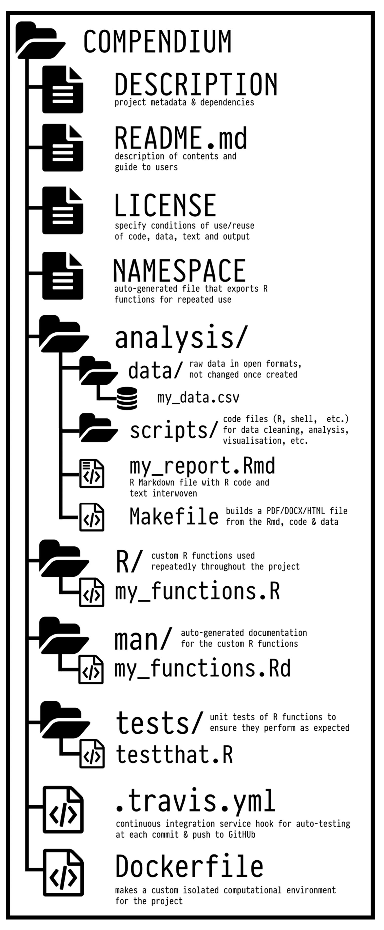 COMPENDIUM
DESCRIPTION
project metadata & dependencies
README.md
description of contents and
guide to users
LICENSE
specify conditions of use/reuse
of code, data, text and output
NAMESPACE
auto-generated file that exports R
functions for repeated use
analysis/
data/ raw data in open formats,
not changed once created
my_data.csv
scripts/ code files (R, shell, etc.)
for data cleaning, analysis,
visualisation, etc.
my_report.Rmd
R Markdown file with R code and
text interwoven
Makefile builds a PDF/DOCX/HTML file
from the Rmd, code & data
R/ custom R functions used
repeatedly throughout the project
my_functions.R
man/ auto-generated documentation
for the custom R functions
my_functions.Rd
tests/ unit tests of R functions to
ensure they perform as expected
testthat.R
.travis.yml
continuous integration service hook for auto-testing
at each commit & push to GitHUb
Dockerfile
makes a custom isolated computational environment
for the project